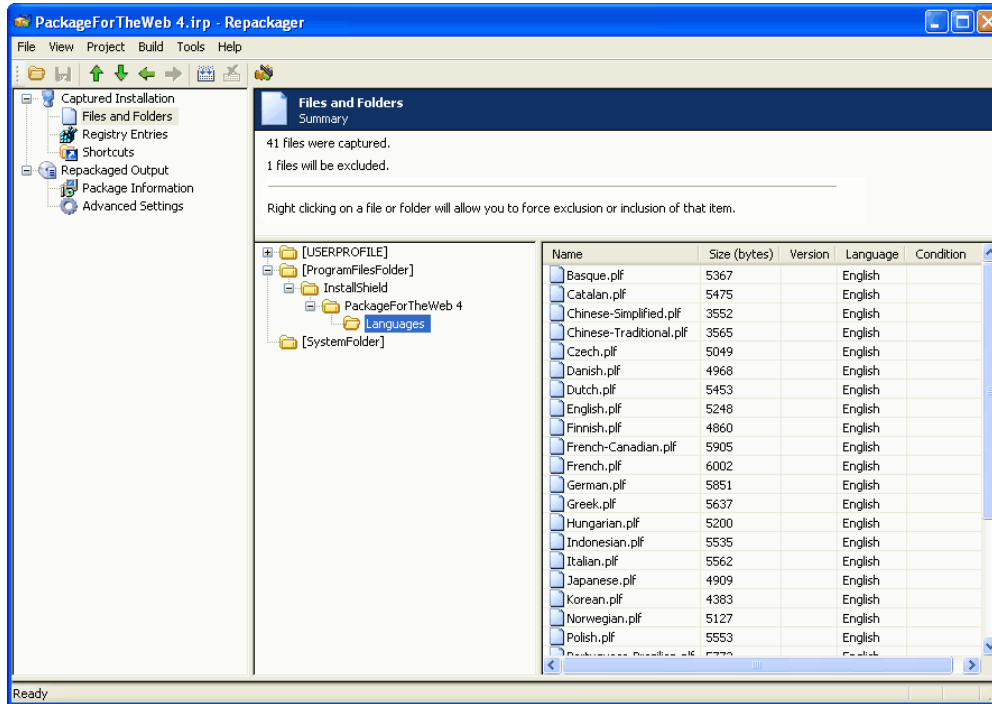 PackageForTheWeb 4.irp - Repackager
File View Project Build Tools Help
Captured Installation
Files and Folders
Registry Entries
Shortcuts
Repackaged Output
Package Information
Advanced Settings
Files and Folders
Summary
41 files were captured.
1 files will be excluded.
Right clicking on a file or folder will allow you to force exclusion or inclusion of that item.
[USERPROFILE]
[ProgramFilesFolder]
InstallShield
PackageForTheWeb 4
Languages
[SystemFolder]
Name Size (bytes) Version Language Condition
Basque.plf 5367 English
Catalan.plf 5475 English
Chinese-Simplified.plf 3552 English
Chinese-Traditional.plf 3565 English
Czech.plf 5049 English
Danish.plf 4968 English
Dutch.plf 5453 English
English.plf 5248 English
Finnish.plf 4860 English
French-Canadian.plf 5905 English
French.plf 6002 English
German.plf 5851 English
Greek.plf 5637 English
Hungarian.plf 5200 English
Indonesian.plf 5535 English
Italian.plf 5562 English
Japanese.plf 4909 English
Korean.plf 4383 English
Norwegian.plf 5127 English
Polish.plf 5553 English
Ready